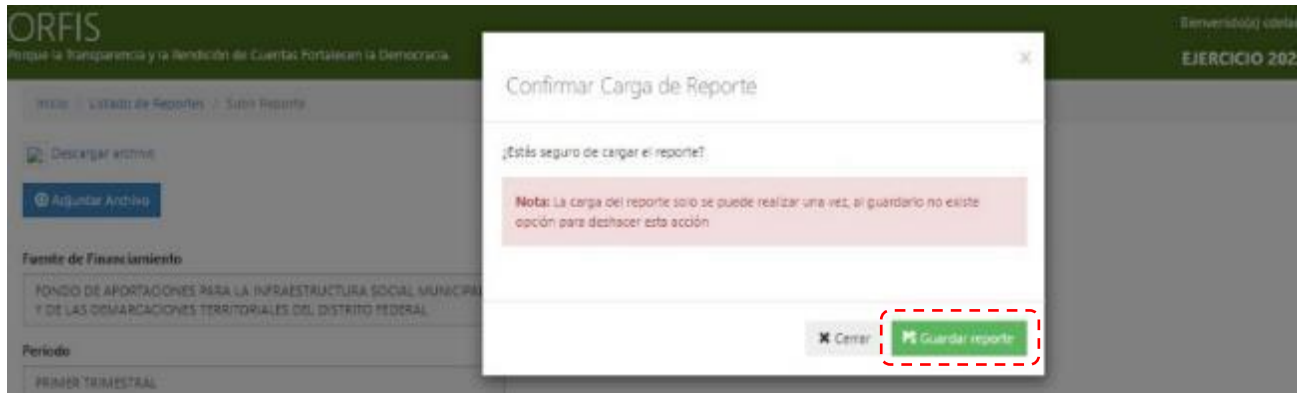 ORFIS
Porque la Transparencia y la Rendición de Cuentas Fortalecen la Democracia
Bienvenido(a)
EJERCICIO 202
Inicio / Listado de Reportes / Subir Reporte
Descargar archivo
Adjuntar Archivo
Fuente de Financiamiento
FONDO DE APORTACIONES PARA LA INFRAESTRUCTURA SOCIAL MUNICIPAL
Y DE LAS DEMARCACIONES TERRITORIALES DEL DISTRITO FEDERAL
Periodo
PRIMER TRIMESTRAL
Confirmar Carga de Reporte
×
¿Estás seguro de cargar el reporte?
Nota: La carga del reporte solo se puede realizar una vez, al guardarlo no existe
opción para deshacer esta acción
Cerrar
Guardar reporte